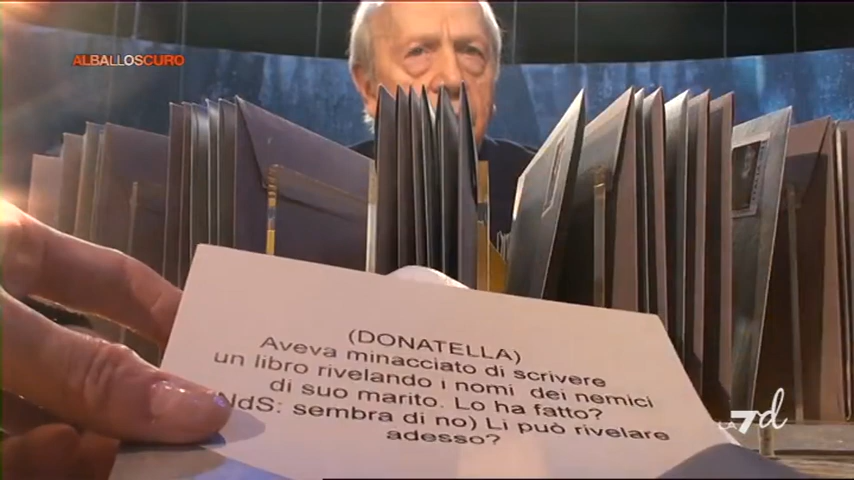 ALBALLOSCURO
(DONATELLA)
Aveva minacciato di scrivere
un libro rivelando i nomi dei nemici
di suo marito. Lo ha fatto?
NdS: sembra di no) Li può rivelare
adesso?
LA7d